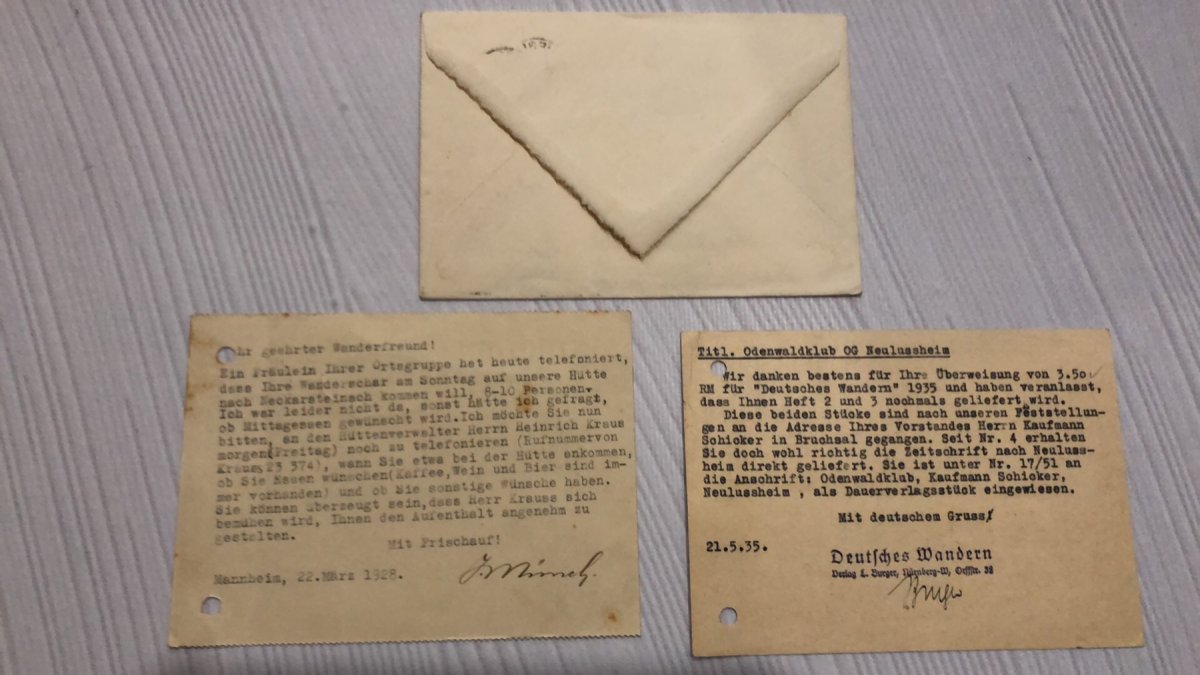 hr geehrter Wanderfreund!
Ein Fräulein Ihrer Ortsgruppe het heute telefoniert,
dass Ihre Wanderschar am Sonntag auf unsere Hütte
nach Neckarsteinach kommen will, 8-10 Personen.
Ich war leider nicht da, sonst hätte ich gefragt,
ob Mittagessen gewünscht wird.Ich möchte Sie nun
bitten, an den Hüttenverwalter Herrn Heinrich Kraus
morgen(Freitag) noch zu telefonieren (Rufnummervon
Kraus,23 374), wann Sie etwa bei der Hütte ankommen,
ob Sie Essen wünschen(Kaffee,Wein und Bier sind im-
mer vorhanden) und ob Sie sonstige Wünsche haben.
Sie können überzeugt sein,dass Herr Krauss sich
bemühen wird, Ihnen den Aufenthalt angenehm zu
gestalten.
Mit Frischauf!
Mannheim, 22.März 1928.
Titl. Odenwaldklub OG Neulussheim
Wir danken bestens für Ihre Überweisung von 3.50
RM für "Deutsches Wandern" 1935 und haben veranlasst,
dass Ihnen Heft 2 und 3 nochmals geliefert wird.
Diese beiden Stücke sind nach unseren Feststellun-
gen an die Adresse Ihres Vorstandes Herrn Kaufmann
Schicker in Bruchsal gegangen. Seit Nr. 4 erhalten
Sie doch wohl richtig die Zeitschrift nach Neuluss-
heim direkt geliefert. Sie ist unter Nr. 17/51 an
die Anschrift: Odenwaldklub, Kaufmann Schicker,
Neulussheim , als Dauerverlagsstück eingewiesen.
Mit deutschem Gruss!
21.5.35.
Deutsches Wandern
Verlag L. Burger, Nürnberg-W, Oefstr. 38